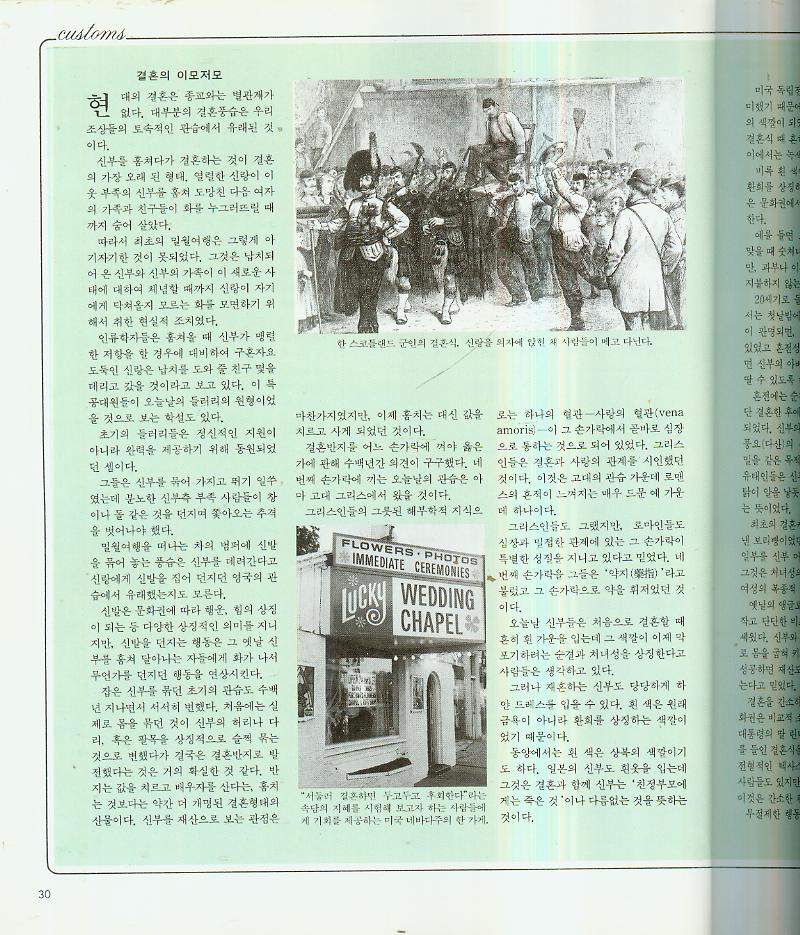 customs
결혼의 이모저모
현대의 결혼은 종교와는 별관계가
없다. 대부분의 결혼풍습은 우리
조상들의 토속적인 관습에서 유래된 것
이다.
신부를 훔쳐다가 결혼하는 것이 결혼
의 가장 오래 된 형태. 열렬한 신랑이 이
웃 부족의 신부를 훔쳐 도망친 다음 여자
의 가족과 친구들이 화를 누그러뜨릴 때
까지 숨어 살았다.
따라서 최초의 밀월여행은 그렇게 아
기자기한 것이 못되었다. 그것은 납치되
어 온 신부와 신부의 가족이 이 새로운 사
태에 대하여 체념할 때까지 신랑이 자기
에게 닥쳐올지 모르는 화를 모면하기 위
해서 취한 현실적 조치였다.
인류학자들은 훔쳐올 때 신부가 맹렬
한 저항을 할 경우에 대비하여 구혼자요
도둑인 신랑은 납치를 도와 줄 친구 몇을
데리고 갔을 것이라고 보고 있다. 이 특
공대원들이 오늘날의 들러리의 원형이었
을 것으로 보는 학설도 있다.
초기의 들러리들은 정신적인 지원이
아니라 완력을 제공하기 위해 동원되었
던 셈이다.
그들은 신부를 묶어 가지고 뛰기 일쑤
였는데 분노한 신부측 부족 사람들이 창
이나 돌 같은 것을 던지며 쫓아오는 추격
을 벗어나야 했다.
밀월여행을 떠나는 차의 범퍼에 신발
을 묶어 놓는 풍습은 신부를 데려간다고
신랑에게 신발을 집어 던지던 영국의 관
습에서 유래했는지도 모른다.
신발은 문화권에 따라 행운, 힘의 상징
이 되는 등 다양한 상징적인 의미를 지니
지만, 신발을 던지는 행동은 그 옛날 신
부를 훔쳐 달아나는 자들에게 화가 나서
무언가를 던지던 행동을 연상시킨다.
잡은 신부를 묶던 초기의 관습도 수백
년 지나면서 서서히 변했다. 처음에는 실
제로 몸을 묶던 것이 신부의 허리나 다
리, 혹은 팔목을 상징적으로 슬쩍 묶는
것으로 변했다가 결국은 결혼반지로 발
전했다는 것은 거의 확실한 것 같다. 반
지는 값을 치르고 배우자를 산다는, 훔치
는 것보다는 약간 더 개명된 결혼형태의
산물이다. 신부를 재산으로 보는 관점은
한 스코틀랜드 군인의 결혼식. 신랑을 의자에 앉힌 채 사람들이 메고 다닌다.
마찬가지였지만, 이제 훔치는 대신 값을
치르고 사게 되었던 것이다.
결혼반지를 어느 손가락에 껴야 옳은
가에 관해 수백년간 의견이 구구했다. 네
번째 손가락에 끼는 오늘날의 관습은 아
마 고대 그리스에서 왔을 것이다.
그리스인들의 그릇된 해부학적 지식으
FLOWERS · PHOTOS
IMMEDIATE CEREMONIES
Lucky
WEDDING
CHAPEL
“서둘러 결혼하면 두고두고 후회한다”라는
속담의 지혜를 시험해 보고자 하는 사람들에
게 기회를 제공하는 미국 네바다주의 한 가게.
로는 하나의 혈관—사랑의 혈관(vena
amoris)—이 그 손가락에서 곧바로 심장
으로 통하는 것으로 되어 있었다. 그리스
인들은 결혼과 사랑의 관계를 시인했던
것이다. 이것은 고대의 관습 가운데 로맨
스의 흔적이 느껴지는 매우 드문 예 가운
데 하나이다.
그리스인들도 그랬지만, 로마인들도
심장과 밀접한 관계에 있는 그 손가락이
특별한 성질을 지니고 있다고 믿었다. 네
번째 손가락을 그들은 ‘약지(藥指)’라고
불렀고 그 손가락으로 약을 휘저었던 것
이다.
오늘날 신부들은 처음으로 결혼할 때
흔히 흰 가운을 입는데 그 색깔이 이제 막
포기하려는 순결과 처녀성을 상징한다고
사람들은 생각하고 있다.
그러나 재혼하는 신부도 당당하게 하
얀 드레스를 입을 수 있다. 흰 색은 원래
금욕이 아니라 환희를 상징하는 색깔이
었기 때문이다.
동양에서는 흰 색은 상복의 색깔이기
도 하다. 일본의 신부도 흰옷을 입는데
그것은 결혼과 함께 신부는 ‘친정부모에
게는 죽은 것’이나 다름없는 것을 뜻하는
것이다.
30